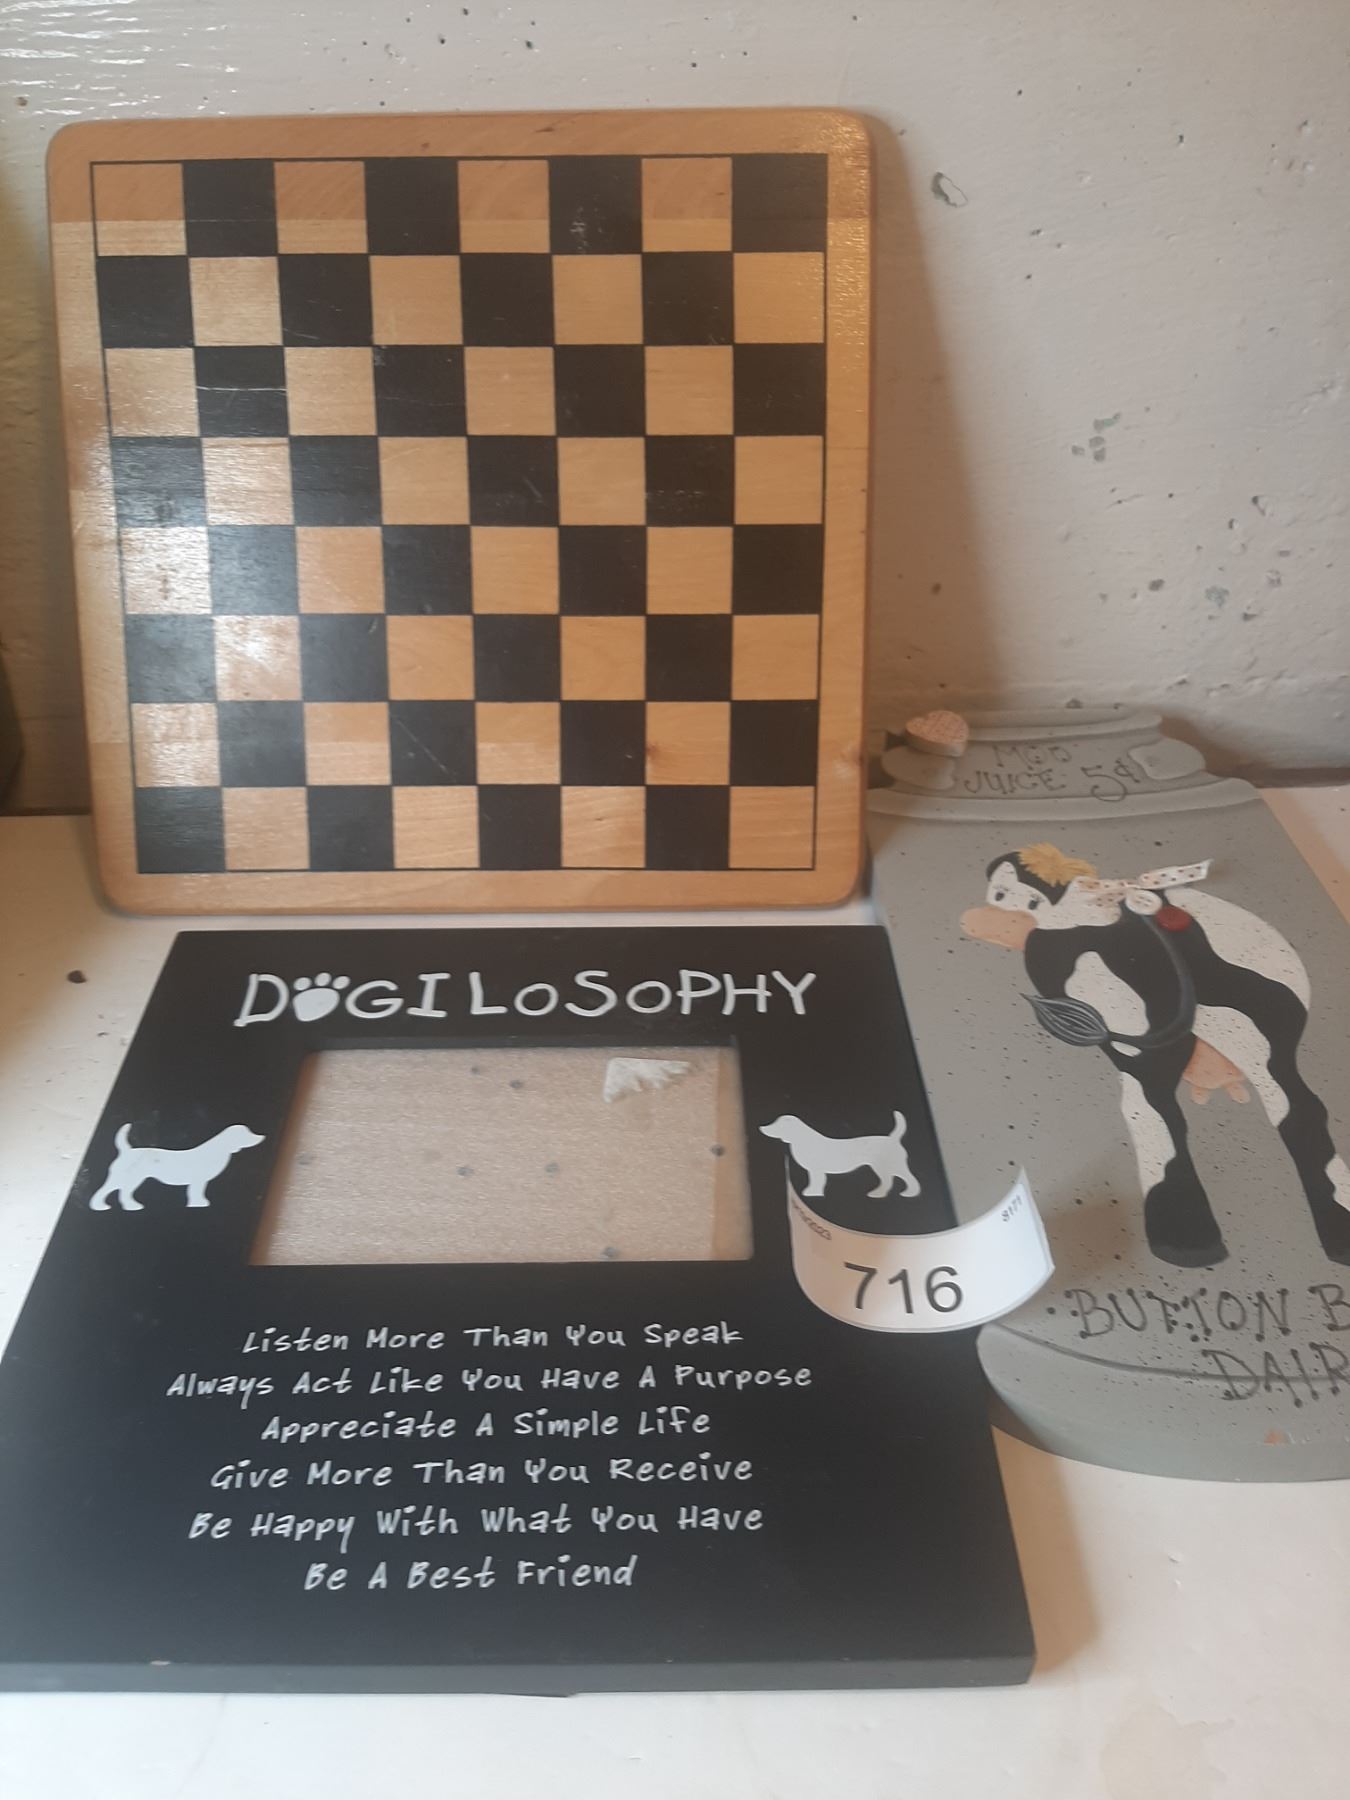 MOO
JUICE 5¢
DOGILOSOPHY
8171
716
Listen More Than You Speak
Always Act Like You Have A Purpose
Appreciate A Simple Life
Give More Than You Receive
Be Happy With What You Have
Be A Best Friend
BUTTON B
DAIR